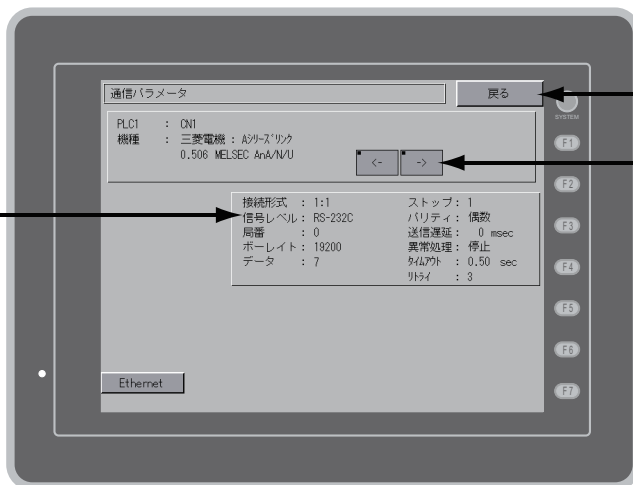 通信パラメータ
戻る
SYSTEM
PLC1 : CN1
機種 : 三菱電機 : Aｼﾘｰｽﾞﾘﾝｸ
0.506 MELSEC AnA/N/U
<-
->
F1
F2
接続形式 : 1:1
信号レベル : RS-232C
局番 : 0
ボーレイト : 19200
データ : 7
ストップ : 1
パリティ : 偶数
送信遅延 : 0 msec
異常処理 : 停止
ﾀｲﾑｱｳﾄ : 0.50 sec
ﾘﾄﾗｲ : 3
F3
F4
F5
F6
F7
Ethernet